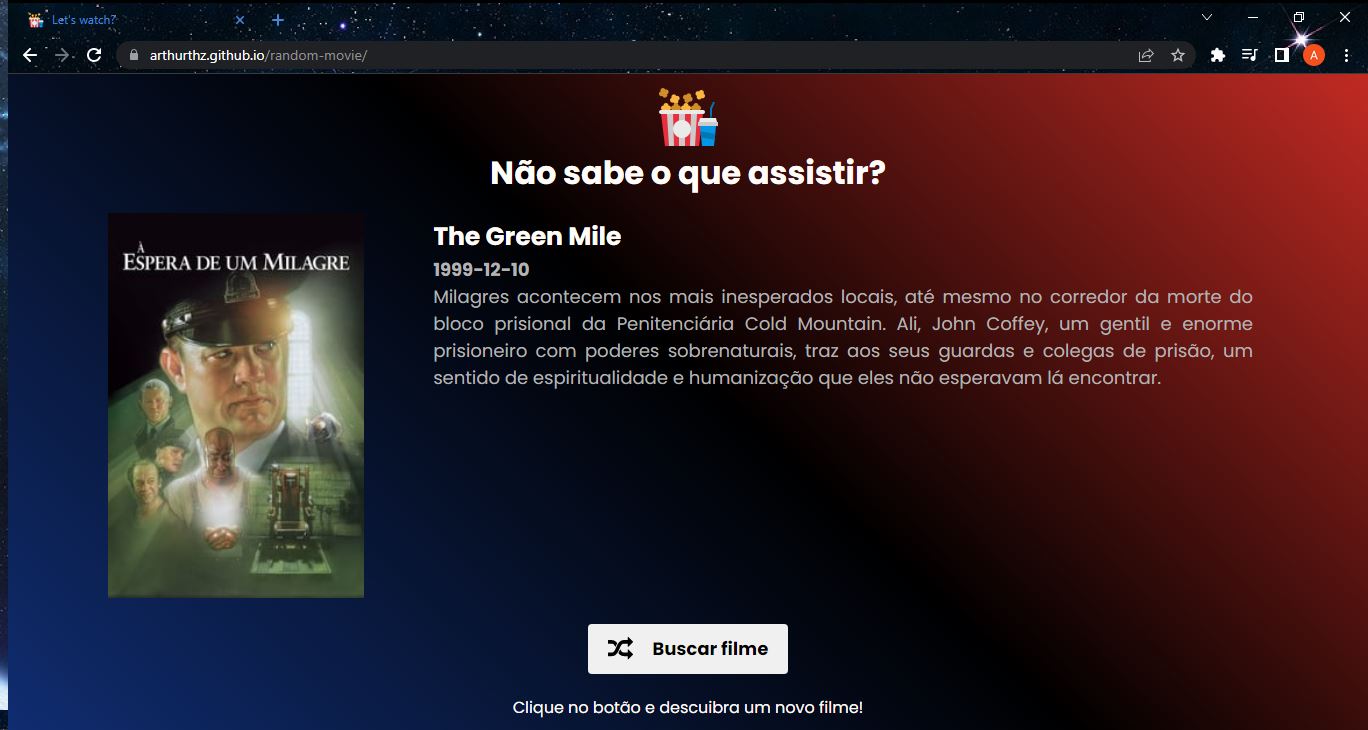 Let's watch?
arthurthz.github.io/random-movie/
A
Não sabe o que assistir?
À
ESPERA DE UM MILAGRE
The Green Mile
1999-12-10
Milagres acontecem nos mais inesperados locais, até mesmo no corredor da morte do
bloco prisional da Penitenciária Cold Mountain. Ali, John Coffey, um gentil e enorme
prisioneiro com poderes sobrenaturais, traz aos seus guardas e colegas de prisão, um
sentido de espiritualidade e humanização que eles não esperavam lá encontrar.
Buscar filme
Clique no botão e descuibra um novo filme!